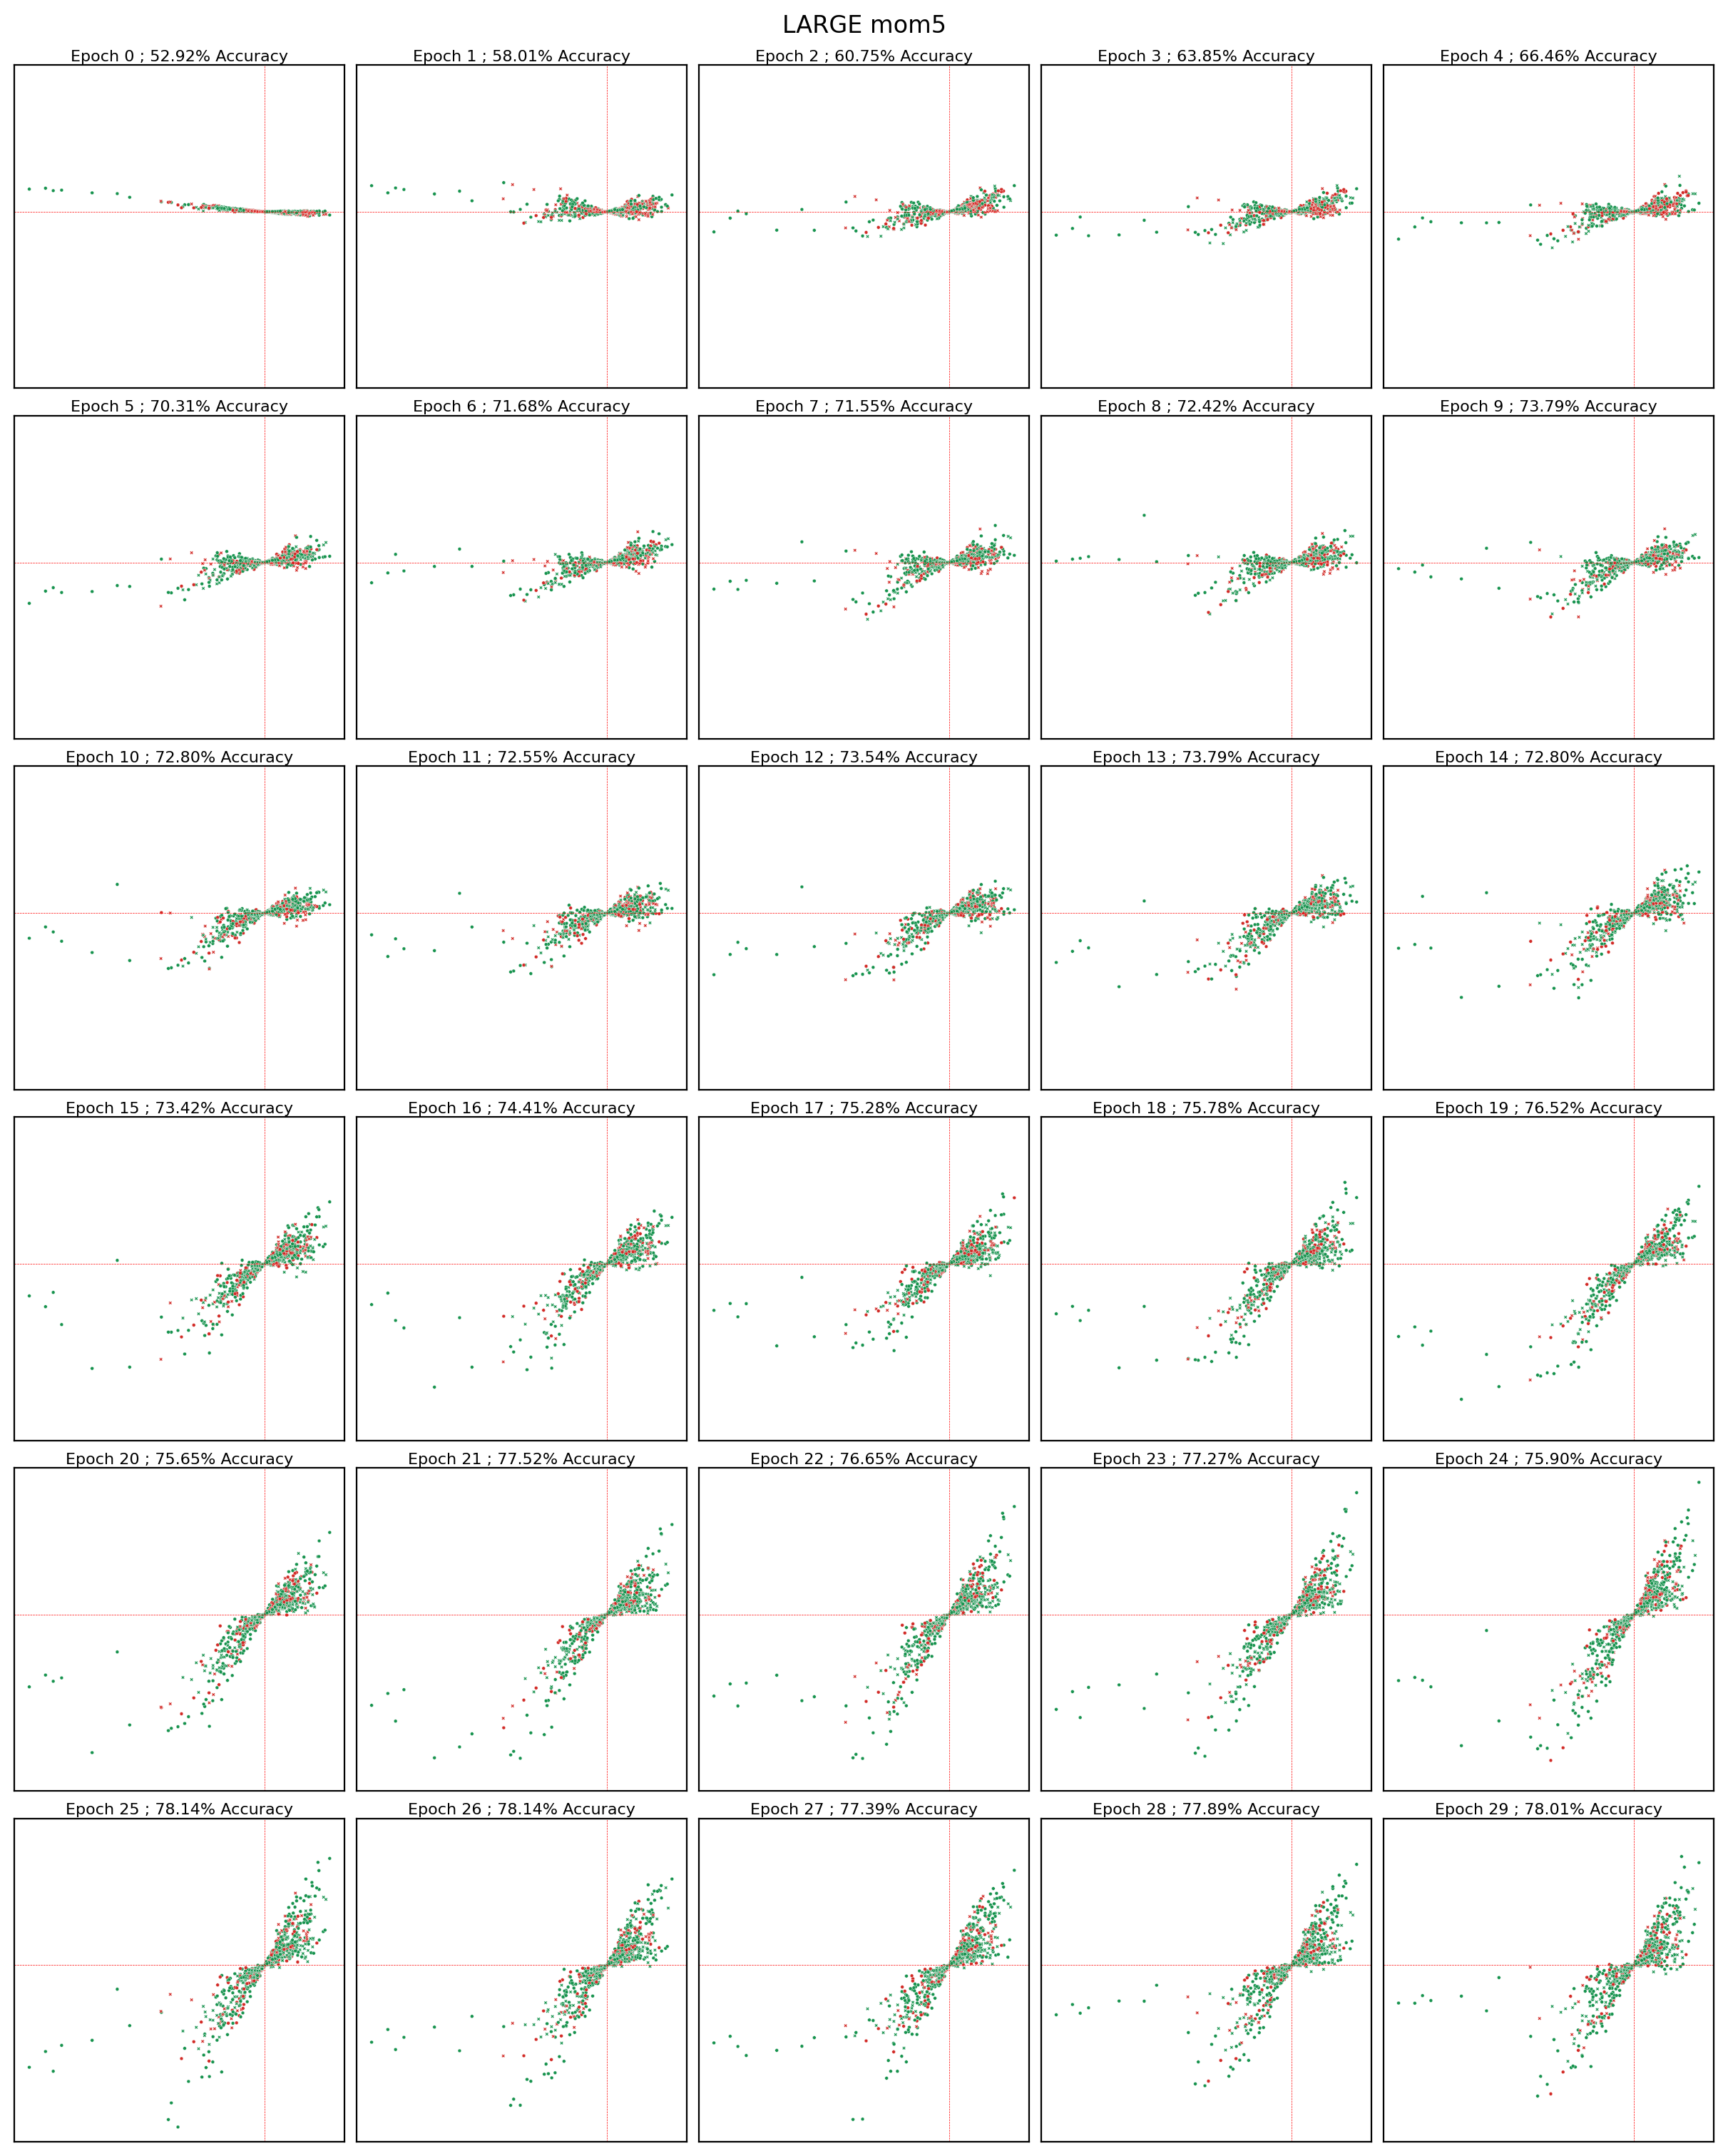 LARGE mom5
Epoch 0 ; 52.92% Accuracy
Epoch 1 ; 58.01% Accuracy
Epoch 2 ; 60.75% Accuracy
Epoch 3 ; 63.85% Accuracy
Epoch 4 ; 66.46% Accuracy
Epoch 5 ; 70.31% Accuracy
Epoch 6 ; 71.68% Accuracy
Epoch 7 ; 71.55% Accuracy
Epoch 8 ; 72.42% Accuracy
Epoch 9 ; 73.79% Accuracy
Epoch 10 ; 72.80% Accuracy
Epoch 11 ; 72.55% Accuracy
Epoch 12 ; 73.54% Accuracy
Epoch 13 ; 73.79% Accuracy
Epoch 14 ; 72.80% Accuracy
Epoch 15 ; 73.42% Accuracy
Epoch 16 ; 74.41% Accuracy
Epoch 17 ; 75.28% Accuracy
Epoch 18 ; 75.78% Accuracy
Epoch 19 ; 76.52% Accuracy
Epoch 20 ; 75.65% Accuracy
Epoch 21 ; 77.52% Accuracy
Epoch 22 ; 76.65% Accuracy
Epoch 23 ; 77.27% Accuracy
Epoch 24 ; 75.90% Accuracy
Epoch 25 ; 78.14% Accuracy
Epoch 26 ; 78.14% Accuracy
Epoch 27 ; 77.39% Accuracy
Epoch 28 ; 77.89% Accuracy
Epoch 29 ; 78.01% Accuracy